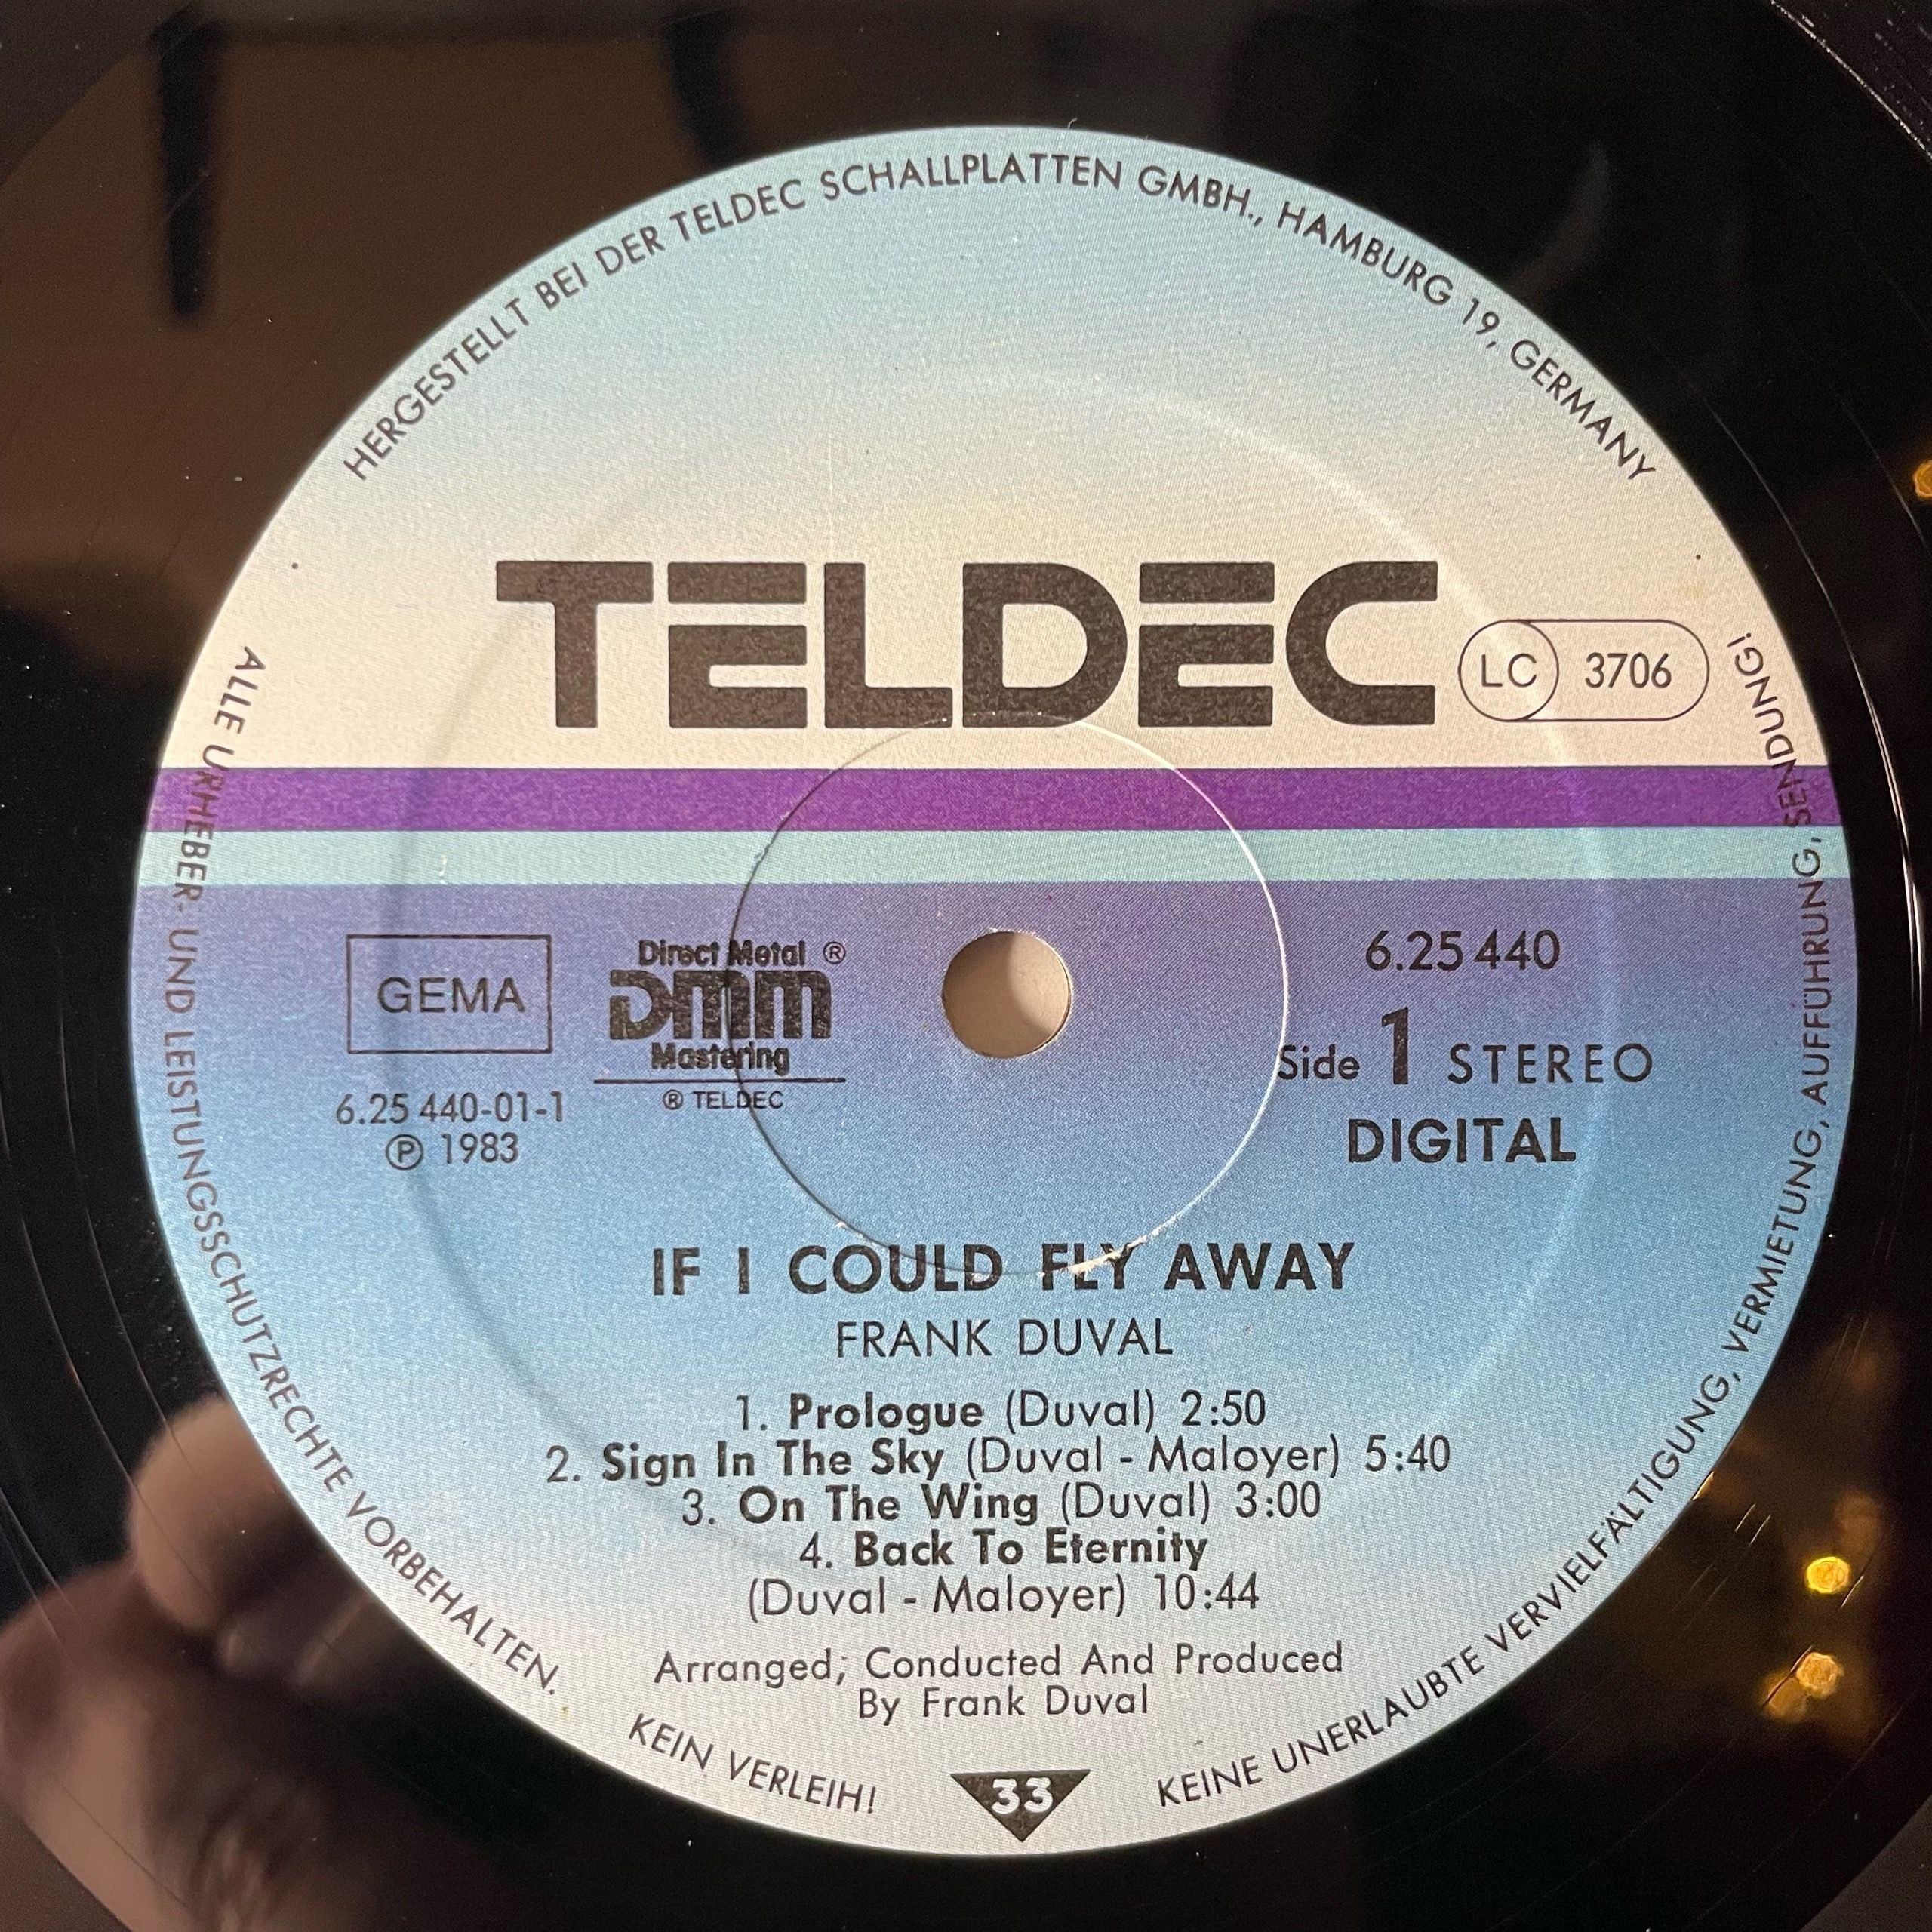 HERGESTELLT BEI DER TELDEC SCHALLPLATTEN GMBH., HAMBURG 19, GERMANY
TELDEC
LC 3706
GEMA
6.25 440-01-1
Ⓟ 1983
Direct Metal ®
DMM
Mastering
® TELDEC
6.25 440
Side 1 STEREO
DIGITAL
IF I COULD FLY AWAY
FRANK DUVAL
1. Prologue (Duval) 2:50
2. Sign In The Sky (Duval - Maloyer) 5:40
3. On The Wing (Duval) 3:00
4. Back To Eternity
(Duval - Maloyer) 10:44
Arranged; Conducted And Produced
By Frank Duval
33
ALLE URHEBER- UND LEISTUNGSSCHUTZRECHTE VORBEHALTEN.
KEIN VERLEIH!
KEINE UNERLAUBTE VERVIELFÄLTIGUNG, VERMIETUNG, AUFFÜHRUNG, SENDUNG!